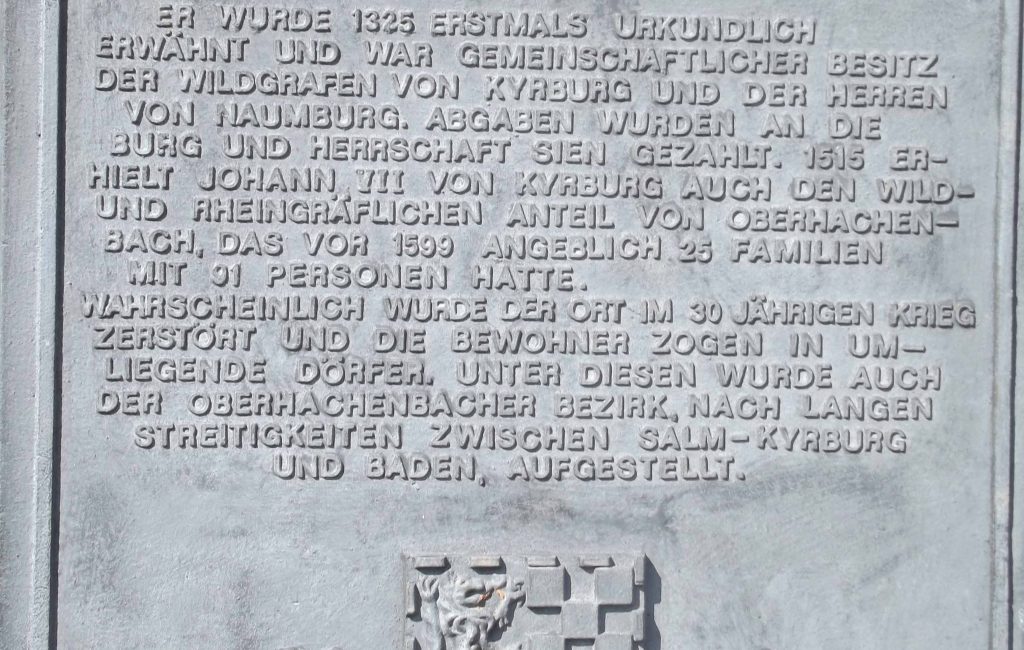 ER WURDE 1325 ERSTMALS URKUNDLICH
ERWÄHNT UND WAR GEMEINSCHAFTLICHER BESITZ
DER WILDGRAFEN VON KYRBURG UND DER HERREN
VON NAUMBURG. ABGABEN WURDEN AN DIE
BURG UND HERRSCHAFT SIEN GEZAHLT. 1515 ER-
HIELT JOHANN VII VON KYRBURG AUCH DEN WILD-
UND RHEINGRÄFLICHEN ANTEIL VON OBERHACHEN-
BACH, DAS VOR 1599 ANGEBLICH 25 FAMILIEN
MIT 91 PERSONEN HATTE.
WAHRSCHEINLICH WURDE DER ORT IM 30 JÄHRIGEN KRIEG
ZERSTÖRT UND DIE BEWOHNER ZOGEN IN UM-
LIEGENDE DÖRFER. UNTER DIESEN WURDE AUCH
DER OBERHACHENBACHER BEZIRK, NACH LANGEN
STREITIGKEITEN ZWISCHEN SALM-KYRBURG
UND BADEN, AUFGESTELLT.